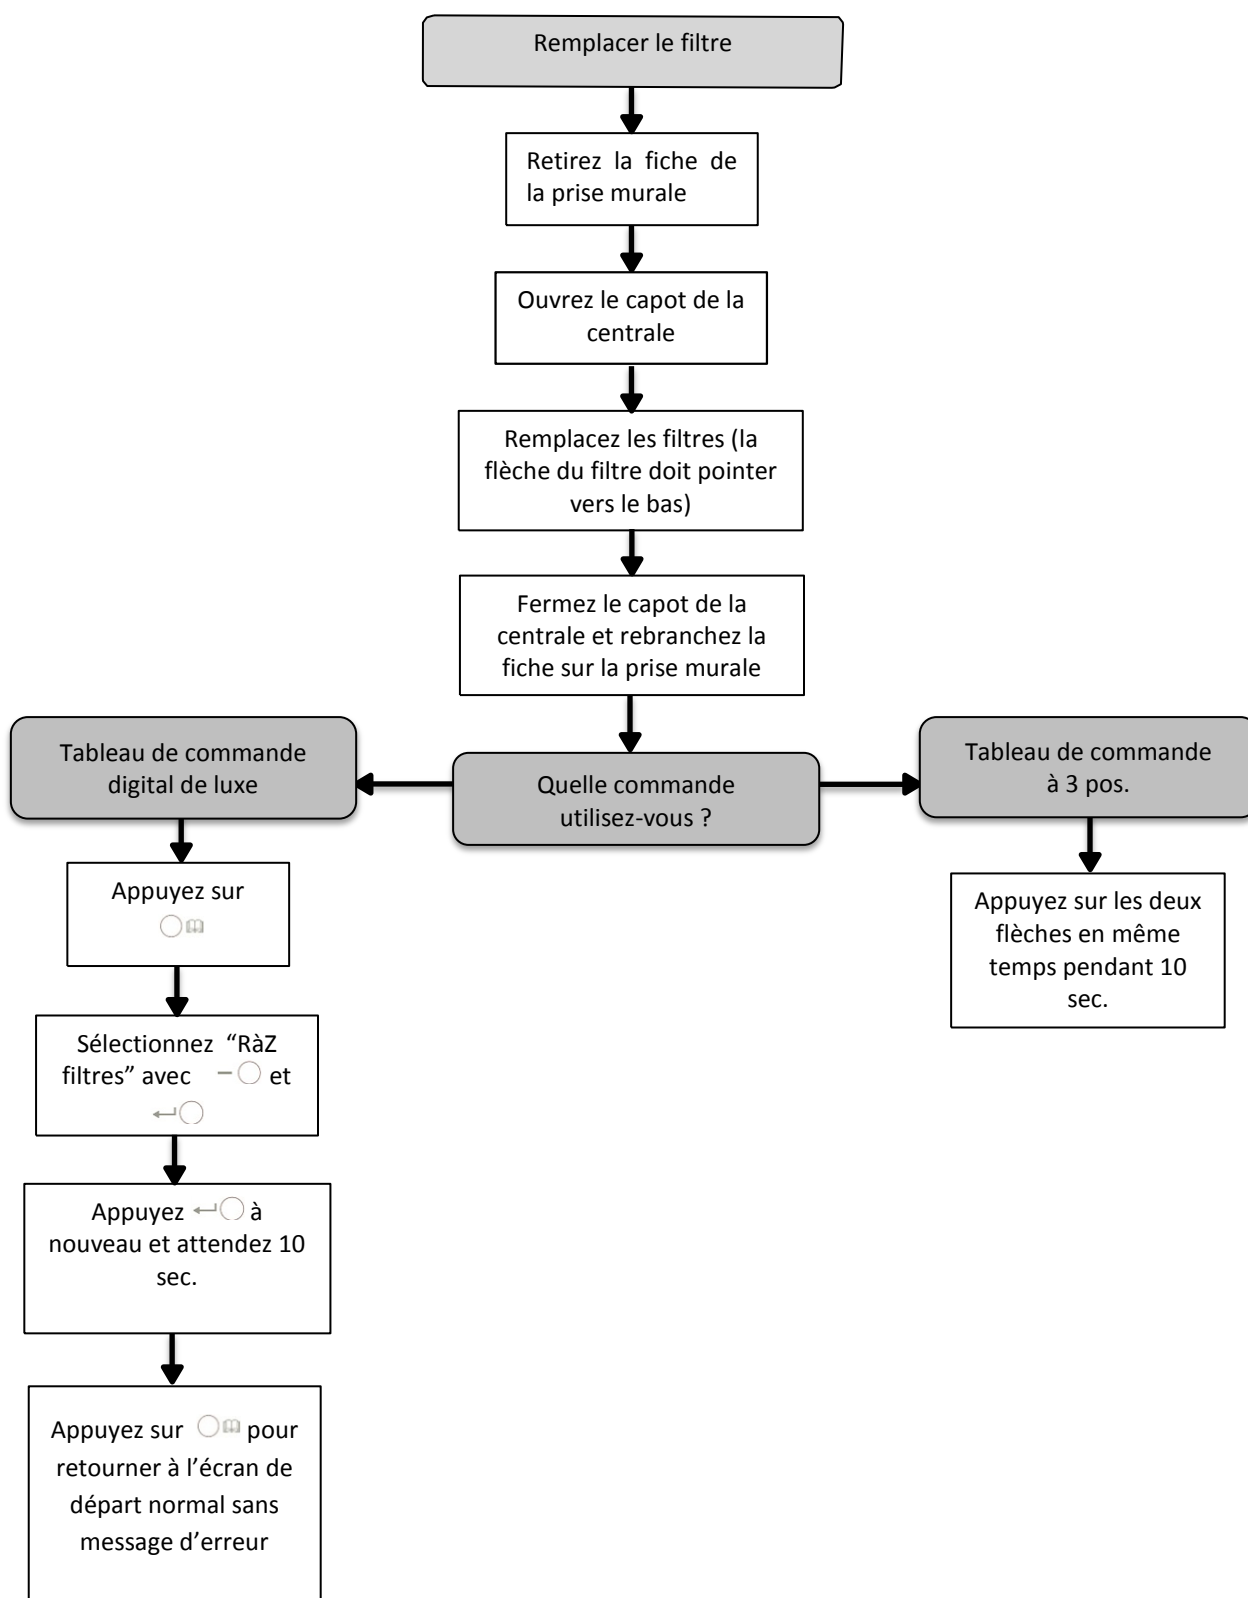 Remplacer le filtre
Retirez la fiche de
la prise murale
Ouvrez le capot de la
centrale
Remplacez les filtres (la
flèche du filtre doit pointer
vers le bas)
Fermez le capot de la
centrale et rebranchez la
fiche sur la prise murale
Quelle commande
utilisez-vous ?
Tableau de commande
digital de luxe
Appuyez sur
Sélectionnez “RàZ
filtres” avec et
Appuyez à
nouveau et attendez 10
sec.
Appuyez sur pour
retourner à l’écran de
départ normal sans
message d’erreur
Tableau de commande
à 3 pos.
Appuyez sur les deux
flèches en même
temps pendant 10
sec.